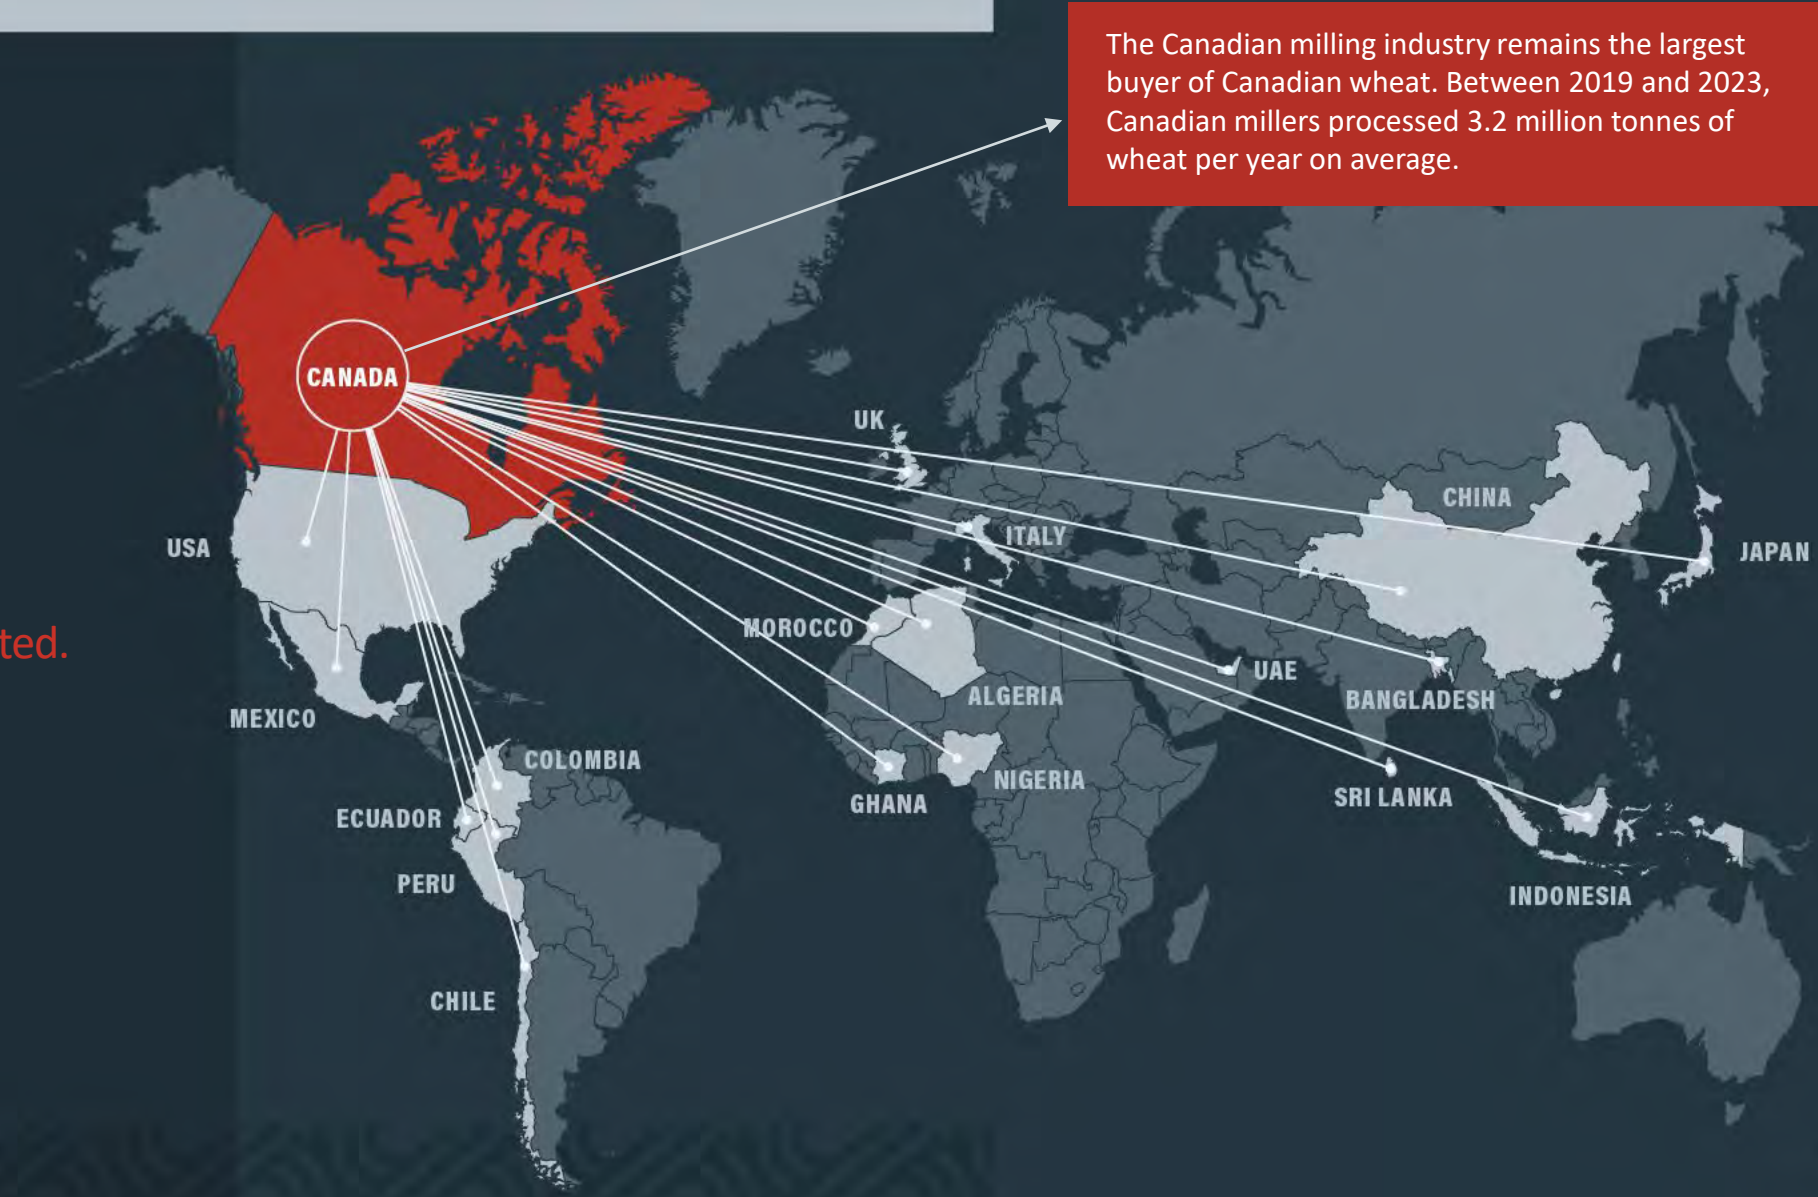 The Canadian milling industry remains the largest
buyer of Canadian wheat. Between 2019 and 2023,
Canadian millers processed 3.2 million tonnes of
wheat per year on average.
CANADA
UK
CHINA
ITALY
USA
JAPAN
MOROCCO
ted.
UAE
ALGERIA
BANGLADESH
MEXICO
COLOMBIA
NIGERIA
GHANA
SRI LANKA
ECUADOR
PERU
INDONESIA
CHILE